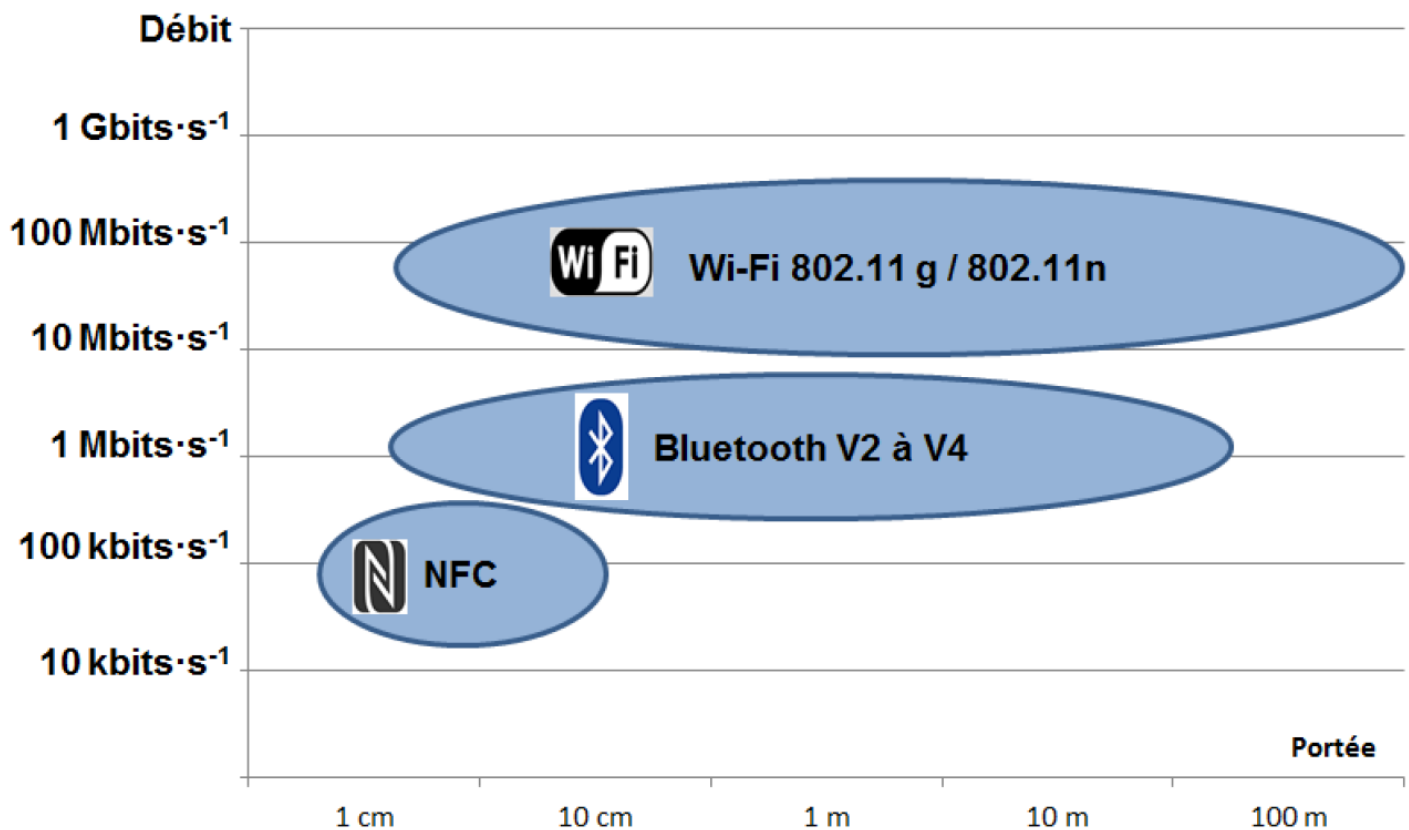 Débit
1 Gbits·s-1
100 Mbits·s-1
Wi Fi Wi-Fi 802.11 g / 802.11n
10 Mbits·s-1
1 Mbits·s-1
Bluetooth V2 à V4
100 kbits·s-1
NFC
10 kbits·s-1
Portée
1 cm 10 cm 1 m 10 m 100 m